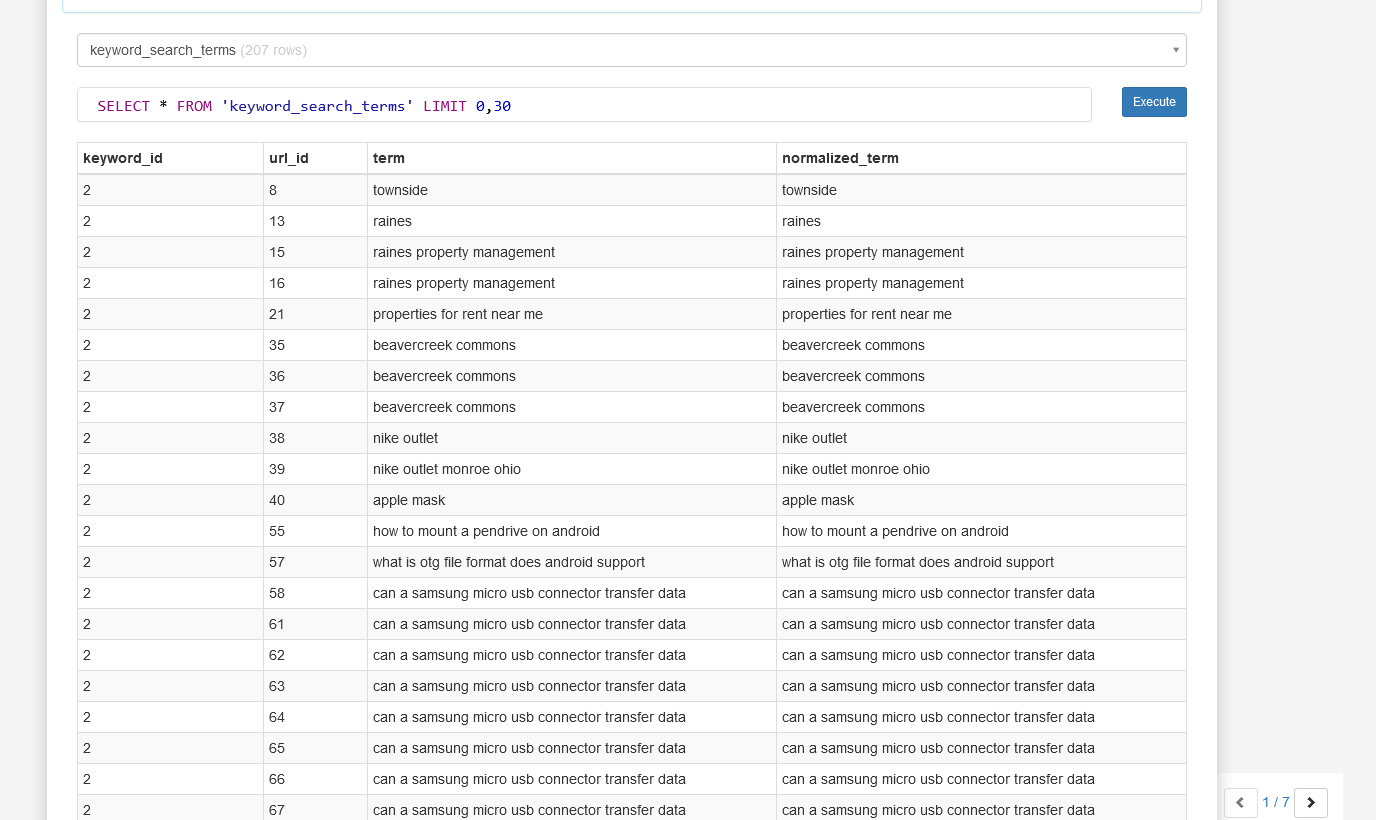 keyword_search_terms (207 rows)
SELECT * FROM 'keyword_search_terms' LIMIT 0,30
Execute
keyword_id url_id term normalized_term
2 8 townside townside
2 13 raines raines
2 15 raines property management raines property management
2 16 raines property management raines property management
2 21 properties for rent near me properties for rent near me
2 35 beavercreek commons beavercreek commons
2 36 beavercreek commons beavercreek commons
2 37 beavercreek commons beavercreek commons
2 38 nike outlet nike outlet
2 39 nike outlet monroe ohio nike outlet monroe ohio
2 40 apple mask apple mask
2 55 how to mount a pendrive on android how to mount a pendrive on android
2 57 what is otg file format does android support what is otg file format does android support
2 58 can a samsung micro usb connector transfer data can a samsung micro usb connector transfer data
2 61 can a samsung micro usb connector transfer data can a samsung micro usb connector transfer data
2 62 can a samsung micro usb connector transfer data can a samsung micro usb connector transfer data
2 63 can a samsung micro usb connector transfer data can a samsung micro usb connector transfer data
2 64 can a samsung micro usb connector transfer data can a samsung micro usb connector transfer data
2 65 can a samsung micro usb connector transfer data can a samsung micro usb connector transfer data
2 66 can a samsung micro usb connector transfer data can a samsung micro usb connector transfer data
2 67 can a samsung micro usb connector transfer data can a samsung micro usb connector transfer data
1 / 7